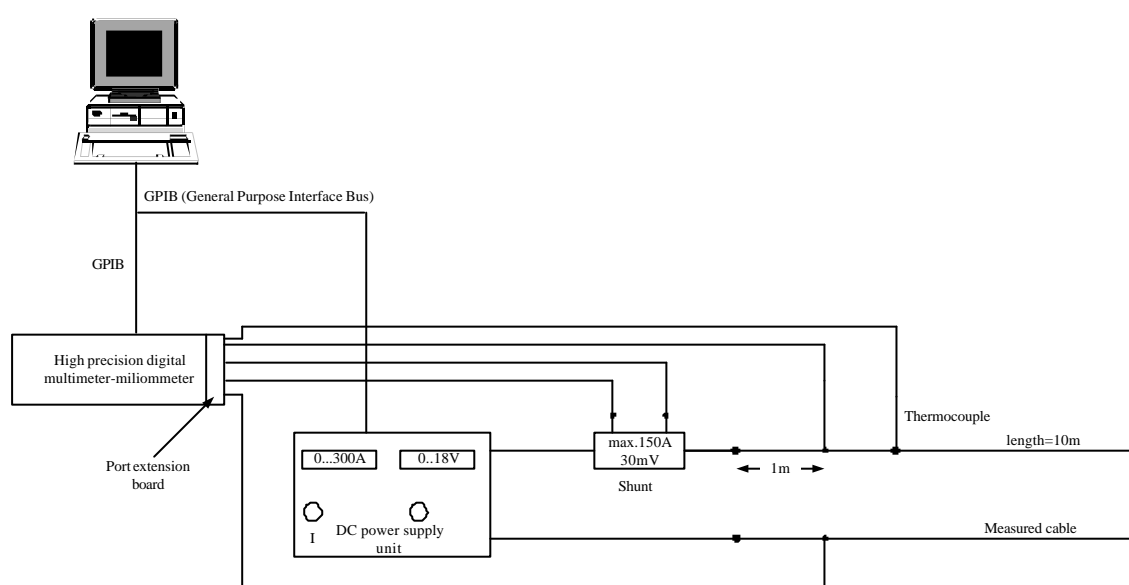 GPIB (General Purpose Interface Bus)
GPIB
High precision digital
multimeter-miliommeter
Port extension
board
0...300A
0..18V
I
DC power supply
unit
max.150A
30mV
Shunt
1m
Thermocouple
length=10m
Measured cable